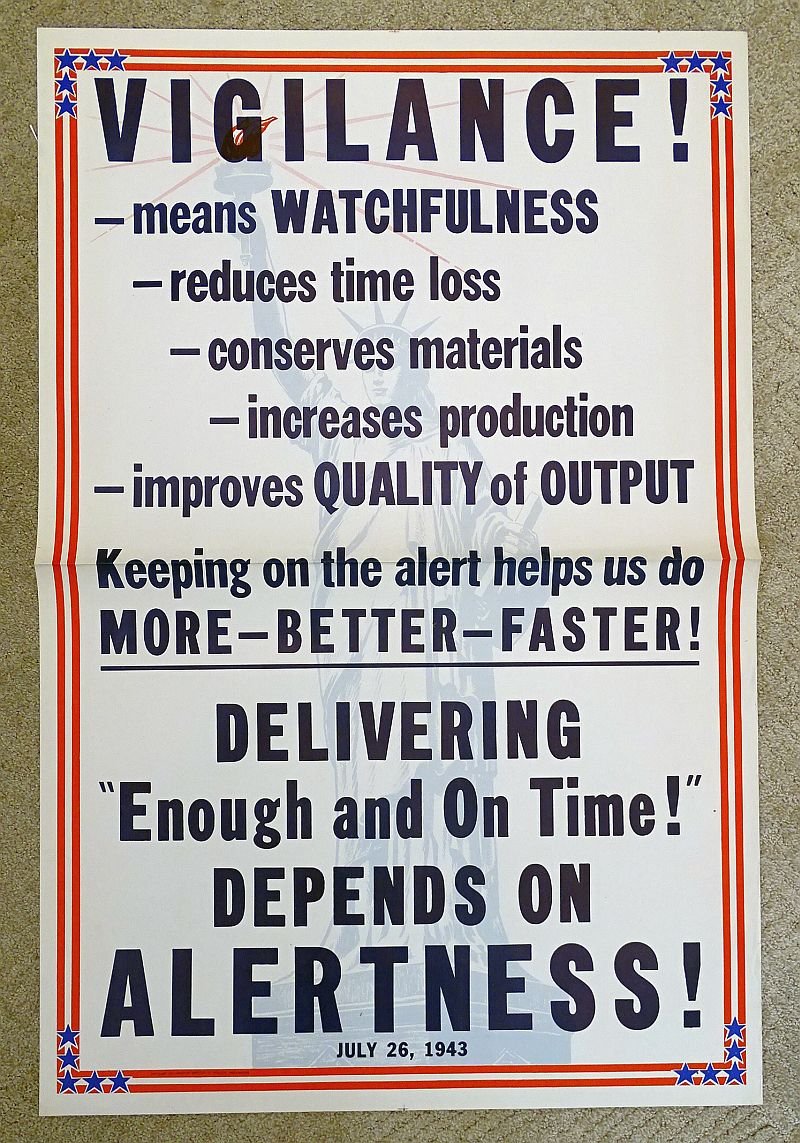 VIGILANCE!
—means WATCHFULNESS
—reduces time loss
—conserves materials
—increases production
—improves QUALITY of OUTPUT
Keeping on the alert helps us do
MORE—BETTER—FASTER!
DELIVERING
"Enough and On Time!"
DEPENDS ON
ALERTNESS!
JULY 26, 1943